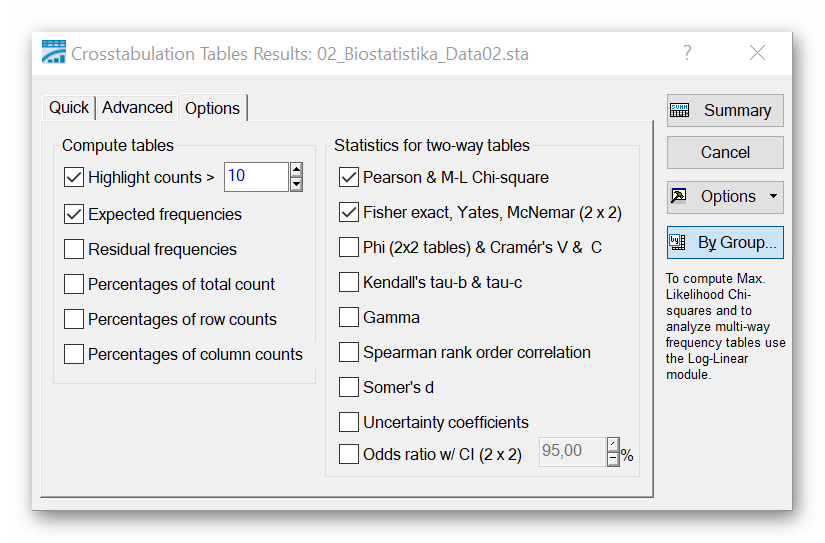 Crosstabulation Tables Results: 02_Biostatistika_Data02.sta
?
Quick
Advanced
Options
Compute tables
Highlight counts >
10
Expected frequencies
Residual frequencies
Percentages of total count
Percentages of row counts
Percentages of column counts
Statistics for two-way tables
Pearson & M-L Chi-square
Fisher exact, Yates, McNemar (2 x 2)
Phi (2x2 tables) & Cramér's V & C
Kendall's tau-b & tau-c
Gamma
Spearman rank order correlation
Somer's d
Uncertainty coefficients
Odds ratio w/ CI (2 x 2)
95,00
%
Summary
Cancel
Options
By Group...
To compute Max.
Likelihood Chi-
squares and to
analyze multi-way
frequency tables use
the Log-Linear
module.